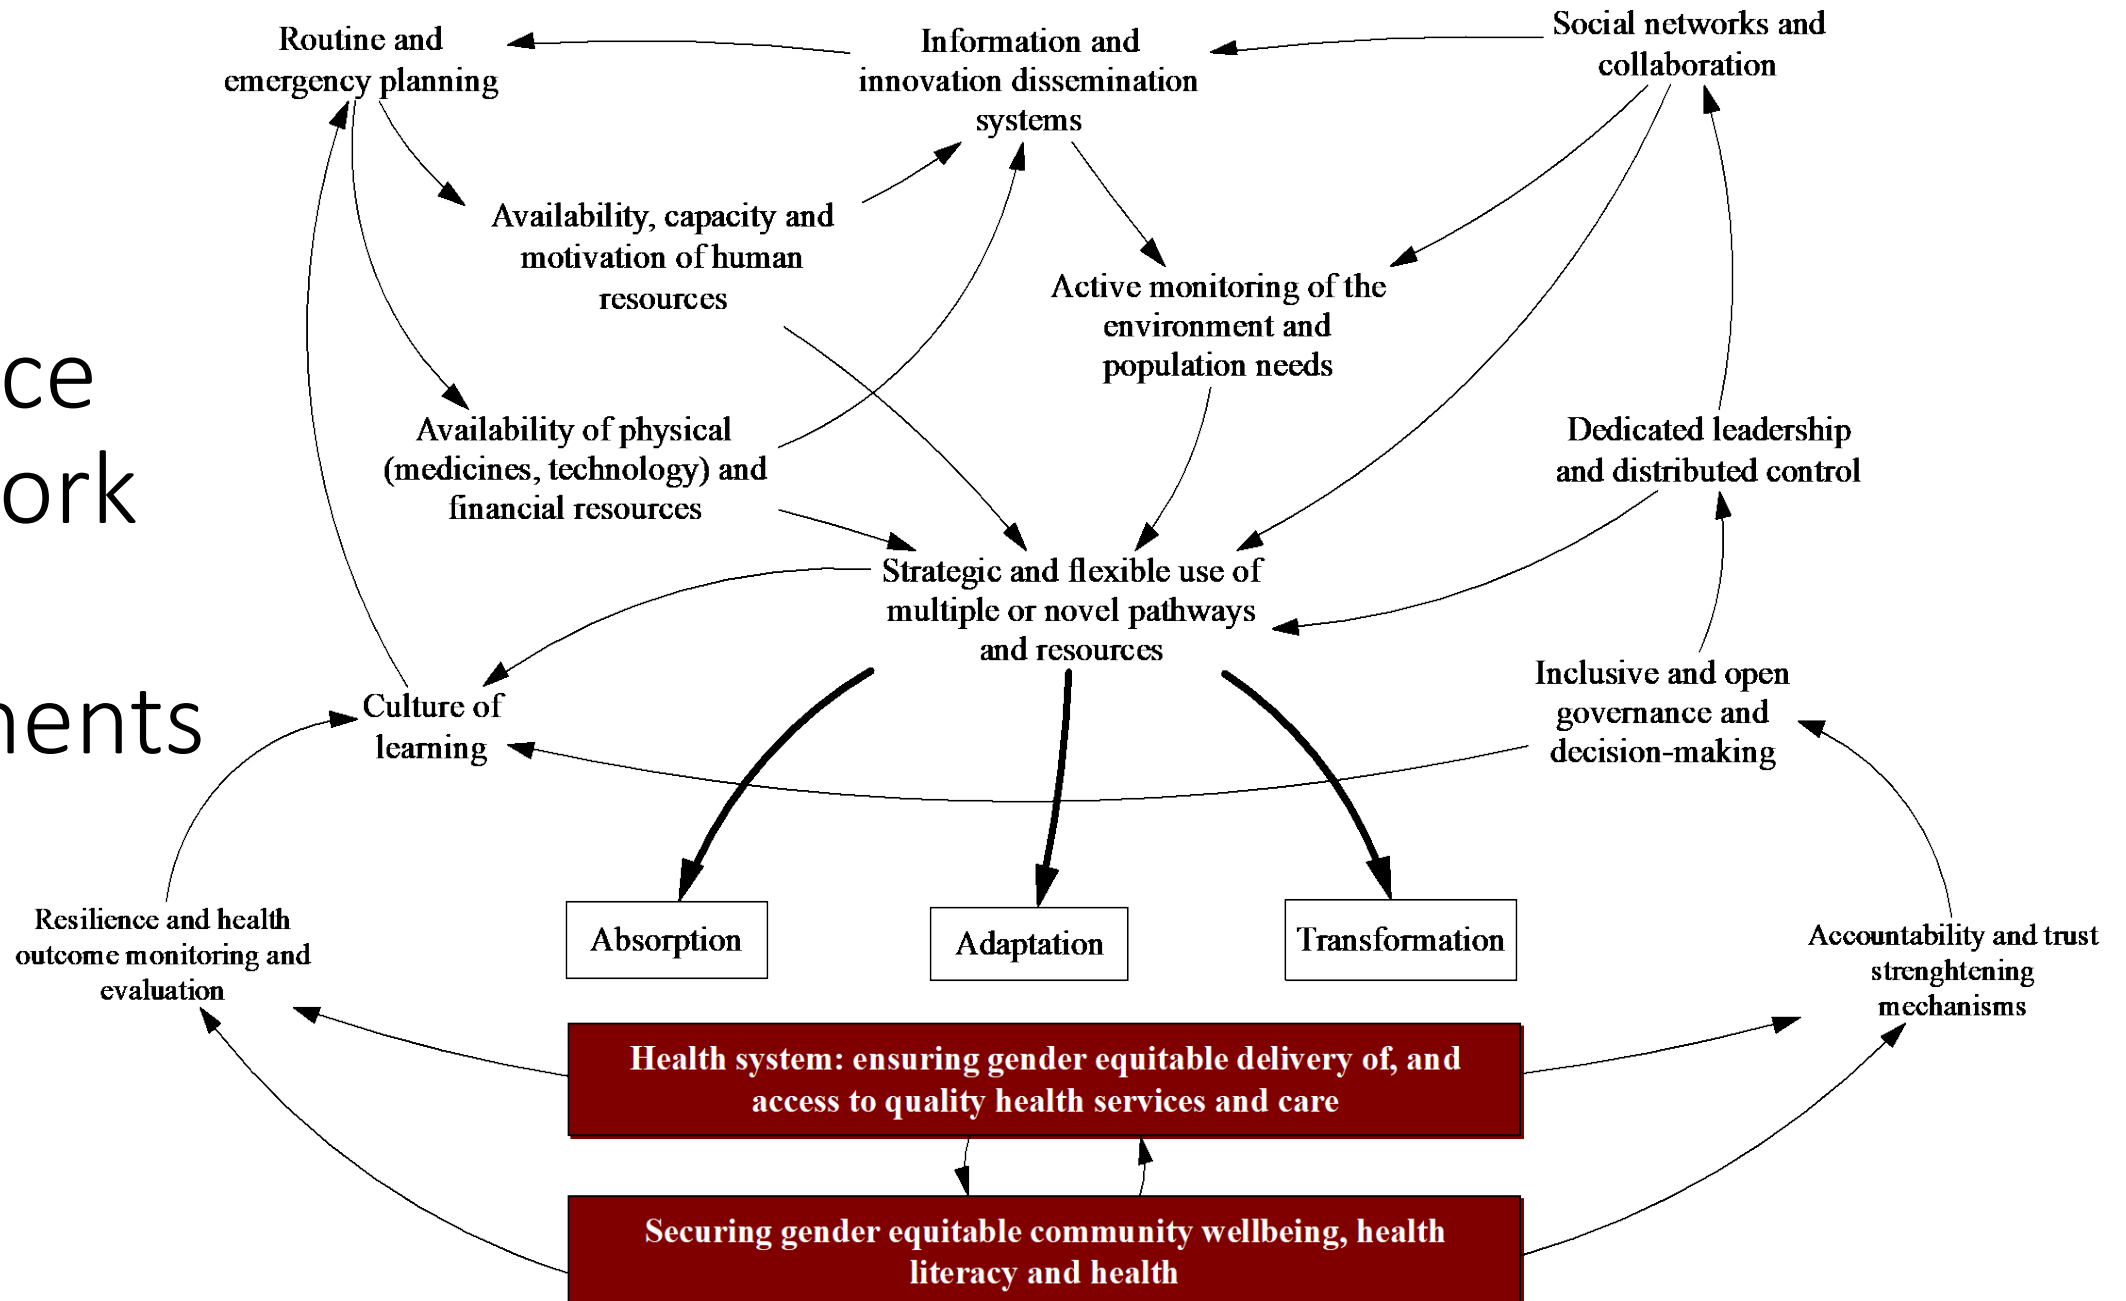 Routine and
emergency planning
Information and
innovation dissemination
systems
Social networks and
collaboration
Availability, capacity and
motivation of human
resources
Active monitoring of the
environment and
population needs
ce
ork
nents
Availability of physical
(medicines, technology) and
financial resources
Dedicated leadership
and distributed control
Strategic and flexible use of
multiple or novel pathways
and resources
Culture of
learning
Inclusive and open
governance and
decision-making
Absorption
Adaptation
Transformation
Resilience and health
outcome monitoring and
evaluation
Accountability and trust
strenghtening
mechanisms
Health system: ensuring gender equitable delivery of, and
access to quality health services and care
Securing gender equitable community wellbeing, health
literacy and health